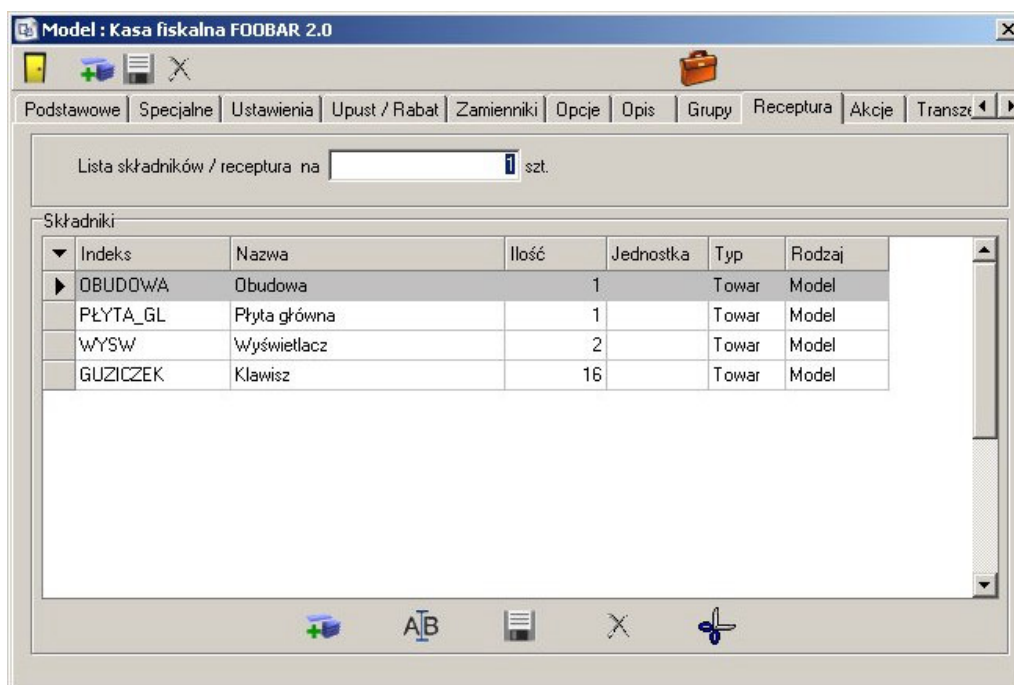 Model : Kasa fiskalna FOOBAR 2.0
Podstawowe Specjalne Ustawienia Upust / Rabat Zamienniki Opcje Opis Grupy Receptura Akcje
Lista składników / receptura na 1 szt.
Składniki
Indeks Nazwa Ilość Jednostka Typ Rodzaj
OBUDOWA Obudowa 1 Towar Model
PŁYTA_GL Płyta główna 1 Towar Model
WYSW Wyświetlacz 2 Towar Model
GUZICZEK Klawisz 16 Towar Model
A B